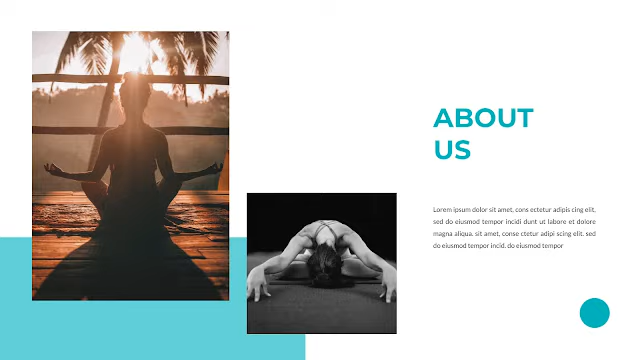 ABOUT
US
Lorem ipsum dolor sit amet, cons ectetur adipis cing elit,
sed do eiusmod tempor incidi dunt ut labore et dolore
magna aliqua. sit amet, conse ctetur adipi scing elit, sed
do eiusmod tempor incid. do eiusmod tempor